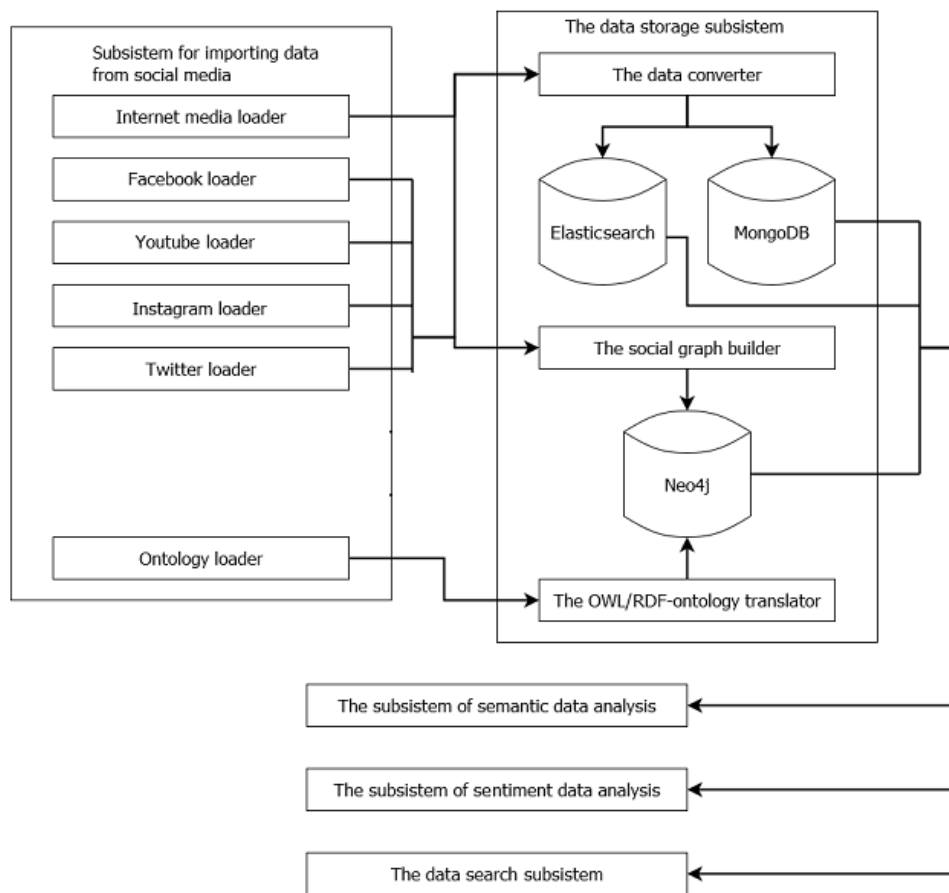 Subsistem for importing data
from social media
Internet media loader
Facebook loader
Youtube loader
Instagram loader
Twitter loader
Ontology loader
The data storage subsistem
The data converter
Elasticsearch
MongoDB
The social graph builder
Neo4j
The OWL/RDF-ontology translator
The subsistem of semantic data analysis
The subsistem of sentiment data analysis
The data search subsistem